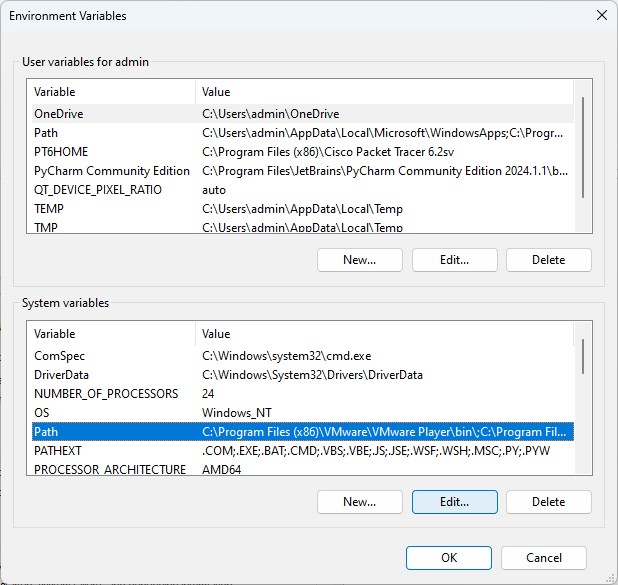 Environment Variables
User variables for admin
Variable Value
OneDrive C:\Users\admin\OneDrive
Path C:\Users\admin\AppData\Local\Microsoft\WindowsApps;C:\Progr...
PT6HOME C:\Program Files (x86)\Cisco Packet Tracer 6.2sv
PyCharm Community Edition C:\Program Files\JetBrains\PyCharm Community Edition 2024.1.1\b...
QT_DEVICE_PIXEL_RATIO auto
TEMP C:\Users\admin\AppData\Local\Temp
TMP C:\Users\admin\AppData\Local\Temp
New... Edit... Delete
System variables
Variable Value
ComSpec C:\Windows\system32\cmd.exe
DriverData C:\Windows\System32\Drivers\DriverData
NUMBER_OF_PROCESSORS 24
OS Windows_NT
Path C:\Program Files (x86)\VMware\VMware Player\bin\;C:\Program Fil...
PATHEXT .COM;.EXE;.BAT;.CMD;.VBS;.VBE;.JS;.JSE;.WSF;.WSH;.MSC;.PY;.PYW
PROCESSOR_ARCHITECTURE AMD64
New... Edit... Delete
OK Cancel